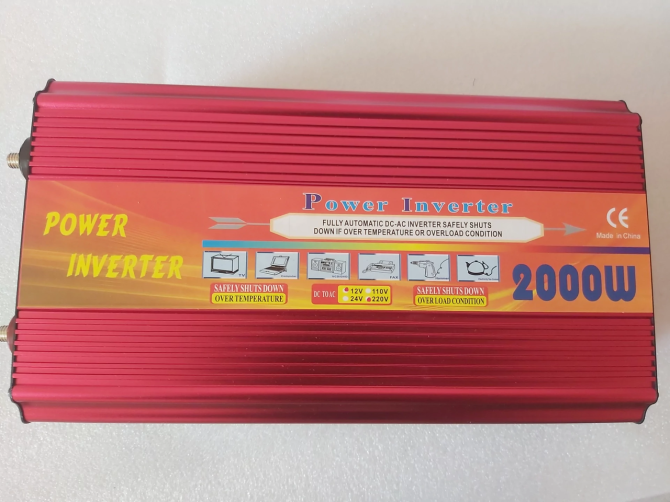 Power Inverter
FULLY AUTOMATIC DC-AC INVERTER SAFELY SHUTS
DOWN IF OVER TEMPERATURE OR OVERLOAD CONDITION
POWER
INVERTER
CE
Made in China
SAFELY SHUTS DOWN
OVER TEMPERATURE
DC TO AC
12V 110V
24V 220V
SAFELY SHUTS DOWN
OVER LOAD CONDITION
2000W